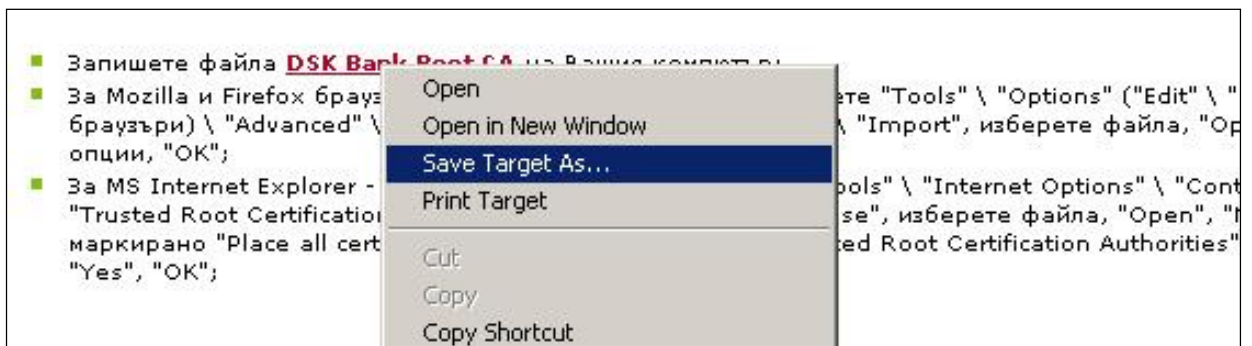 Запишете файла DSK Bank Root CA на Вашия компютър;
За Mozilla и Firefox брауз
ете "Tools" \ "Options" ("Edit" \ "
браузъри) \ "Advanced" \
\ "Import", изберете файла, "Op
опции, "OK";
За MS Internet Explorer -
ools" \ "Internet Options" \ "Cont
"Trusted Root Certification
se", изберете файла, "Open", "N
маркирано "Place all cert
ed Root Certification Authorities"
"Yes", "OK";
Open
Open in New Window
Save Target As...
Print Target
Cut
Copy
Copy Shortcut